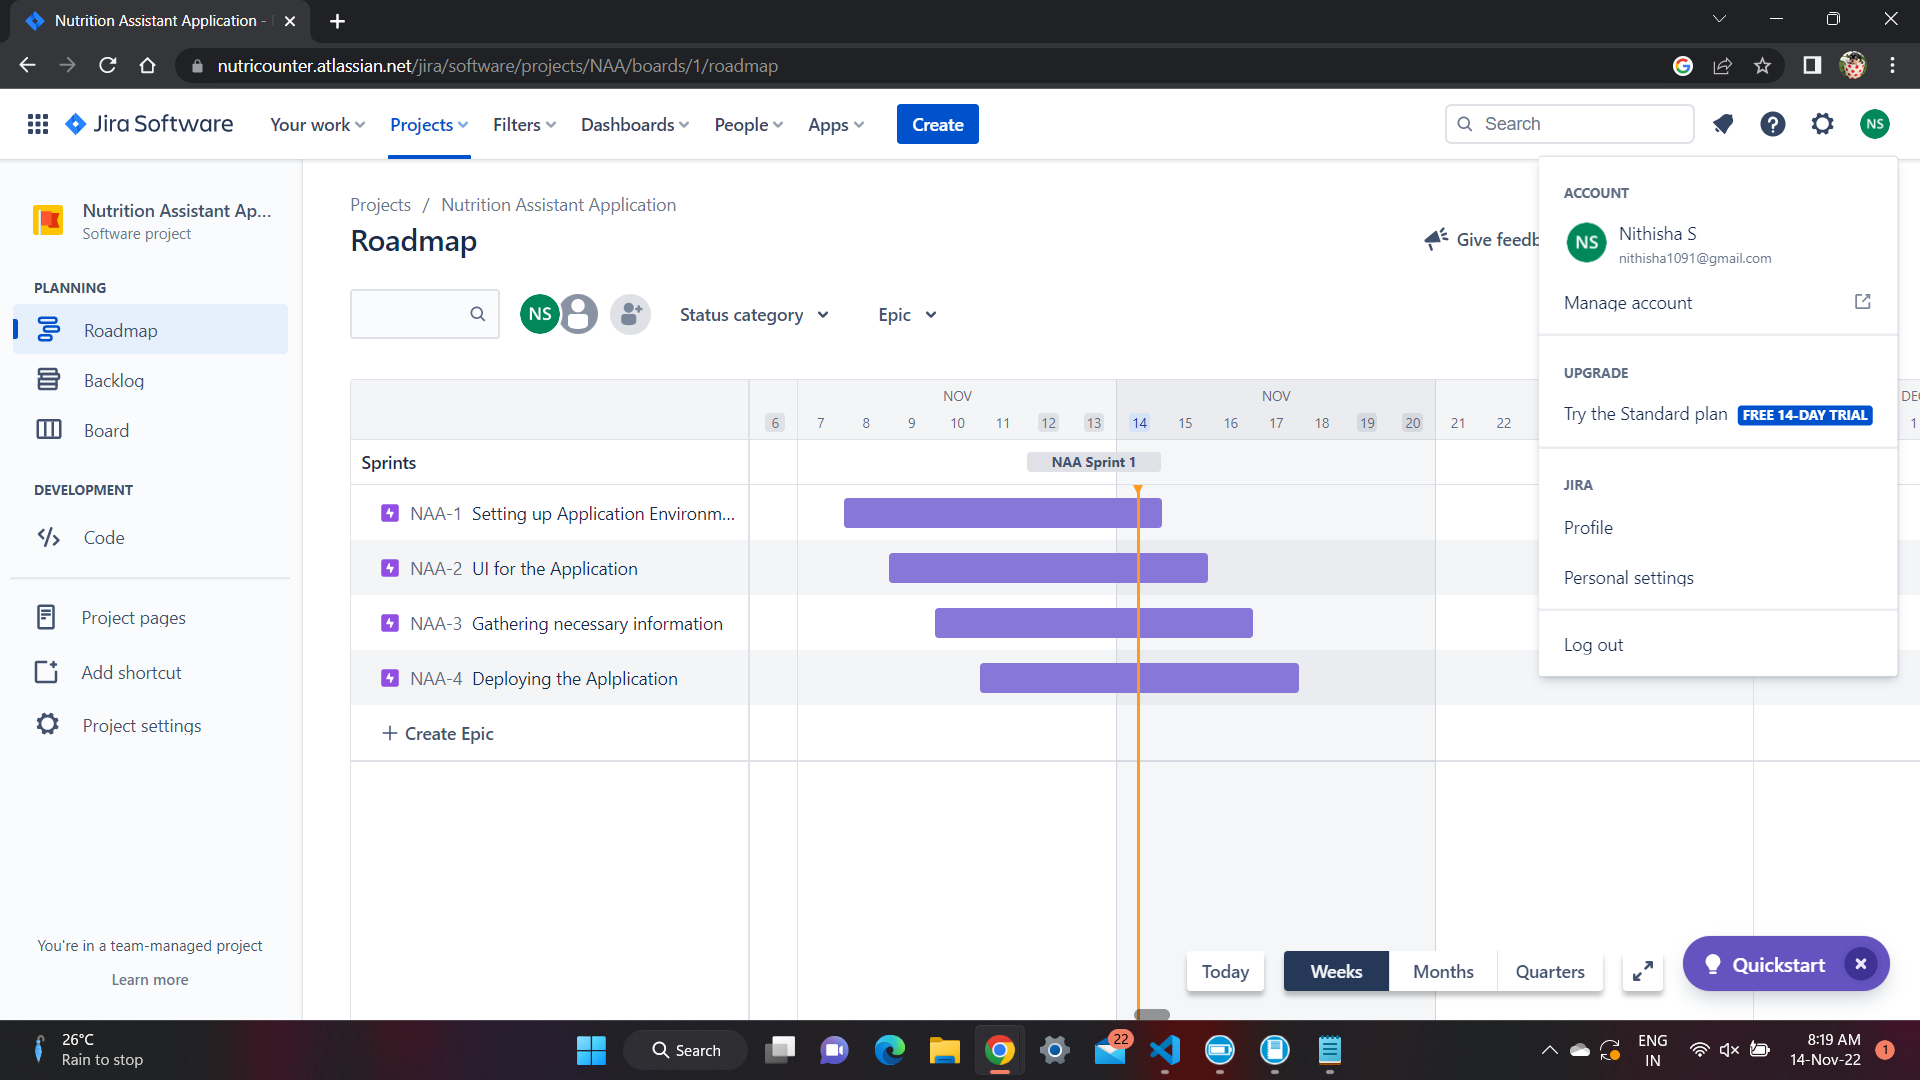 Nutrition Assistant Application -
nutricounter.atlassian.net/jira/software/projects/NAA/boards/1/roadmap
Jira Software
Your work
Projects
Filters
Dashboards
People
Apps
Create
Search
NS
Nutrition Assistant Ap...
Software project
PLANNING
Roadmap
Backlog
Board
DEVELOPMENT
Code
Project pages
Add shortcut
Project settings
You're in a team-managed project
Learn more
Projects / Nutrition Assistant Application
Roadmap
Give feedb
NS
Status category
Epic
NOV
NOV
DEC
6 7 8 9 10 11 12 13 14 15 16 17 18 19 20 21 22 1
Sprints
NAA Sprint 1
NAA-1 Setting up Application Environm...
NAA-2 UI for the Application
NAA-3 Gathering necessary information
NAA-4 Deploying the Aplplication
+ Create Epic
ACCOUNT
NS
Nithisha S
nithisha1091@gmail.com
Manage account
UPGRADE
Try the Standard plan FREE 14-DAY TRIAL
JIRA
Profile
Personal settings
Log out
Today
Weeks
Months
Quarters
Quickstart
26°C
Rain to stop
Search
22
ENG
IN
8:19 AM
14-Nov-22
1